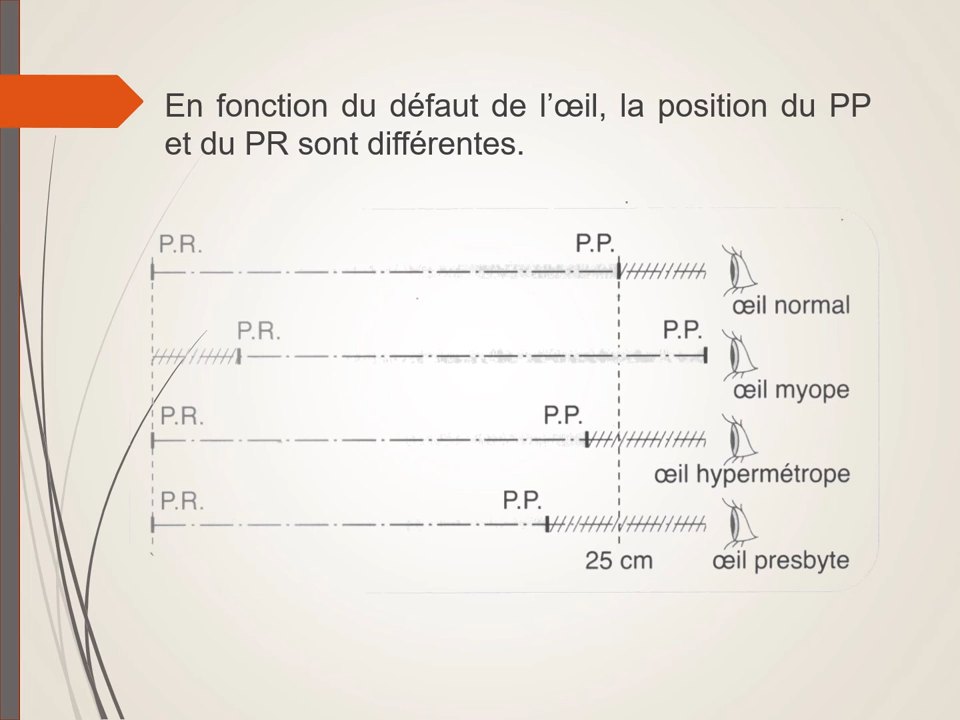 En fonction du défaut de l’œil, la position du PP
et du PR sont différentes.
P.R. P.P.
œil normal
P.R. P.P.
œil myope
P.R. P.P.
œil hypermétrope
P.R. P.P.
25 cm œil presbyte